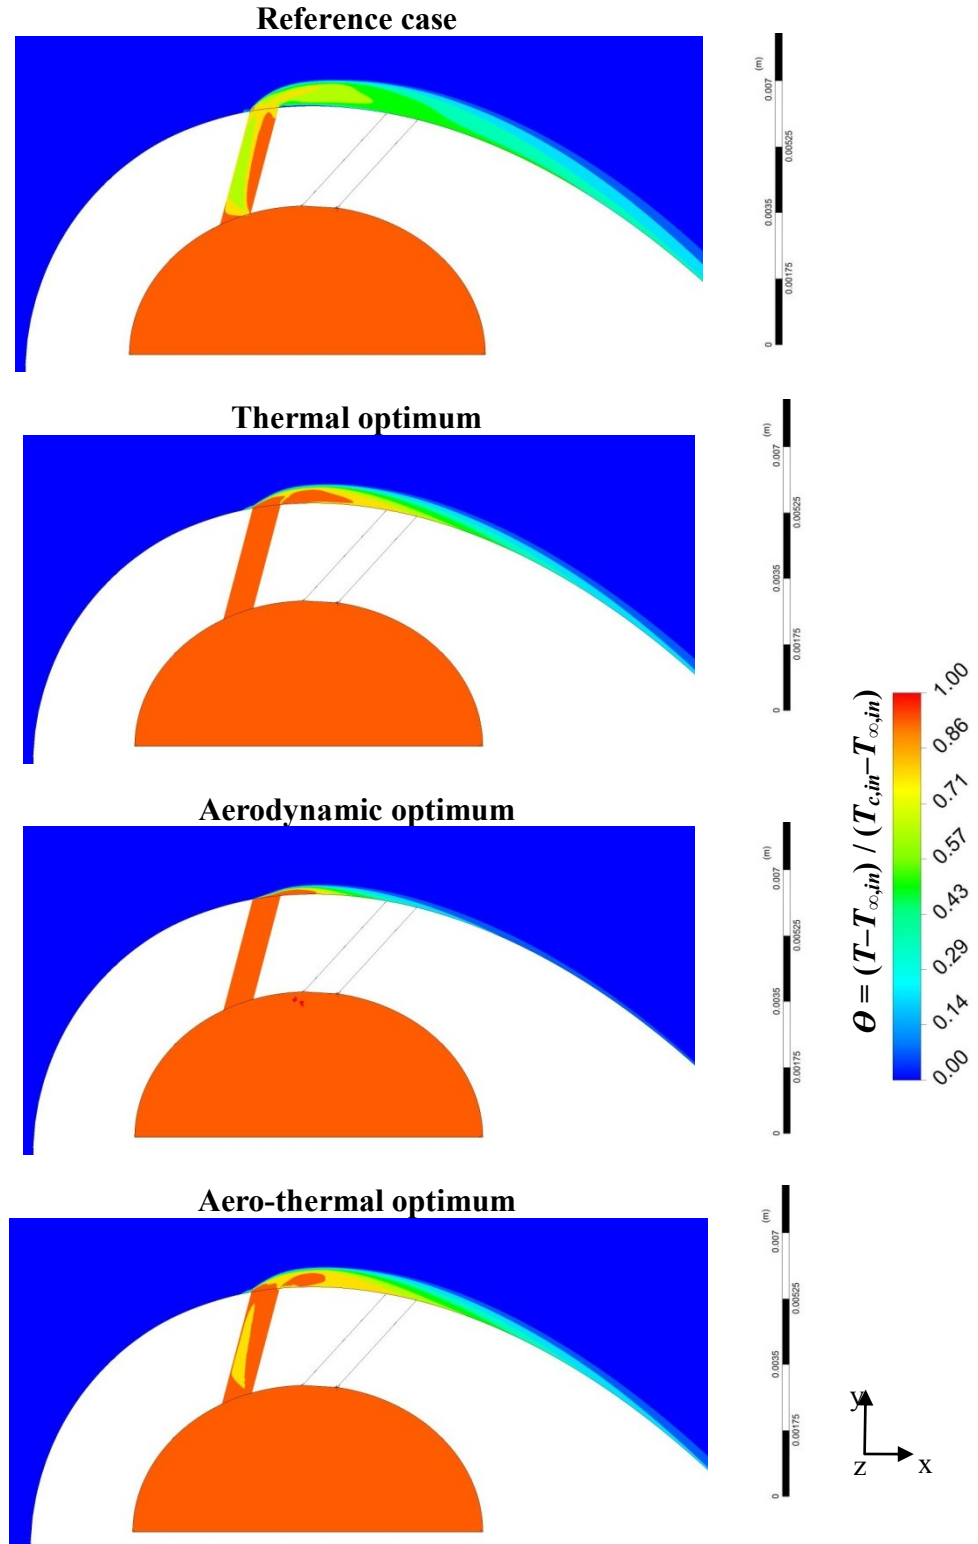 Reference case
(m)
0.007
0.00525
0.0035
0.00175
0
Thermal optimum
(m)
0.007
0.00525
0.0035
0.00175
0
Aerodynamic optimum
(m)
0.007
0.00525
0.0035
0.00175
0
Θ = (T−T∞,in) / (Tc,in−T∞,in)
1.00
0.86
0.71
0.57
0.43
0.29
0.14
0.00
Aero-thermal optimum
(m)
0.007
0.00525
0.0035
0.00175
0
y
z
x